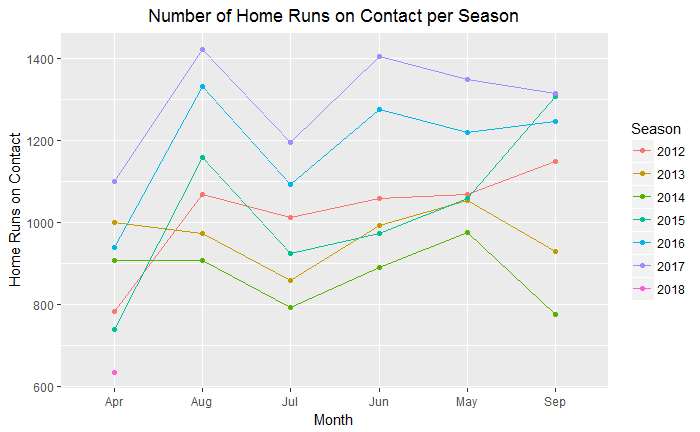 Number of Home Runs on Contact per Season
Home Runs on Contact
1400
1200
1000
800
600
Apr Aug Jul Jun May Sep
Month
Season
2012
2013
2014
2015
2016
2017
2018